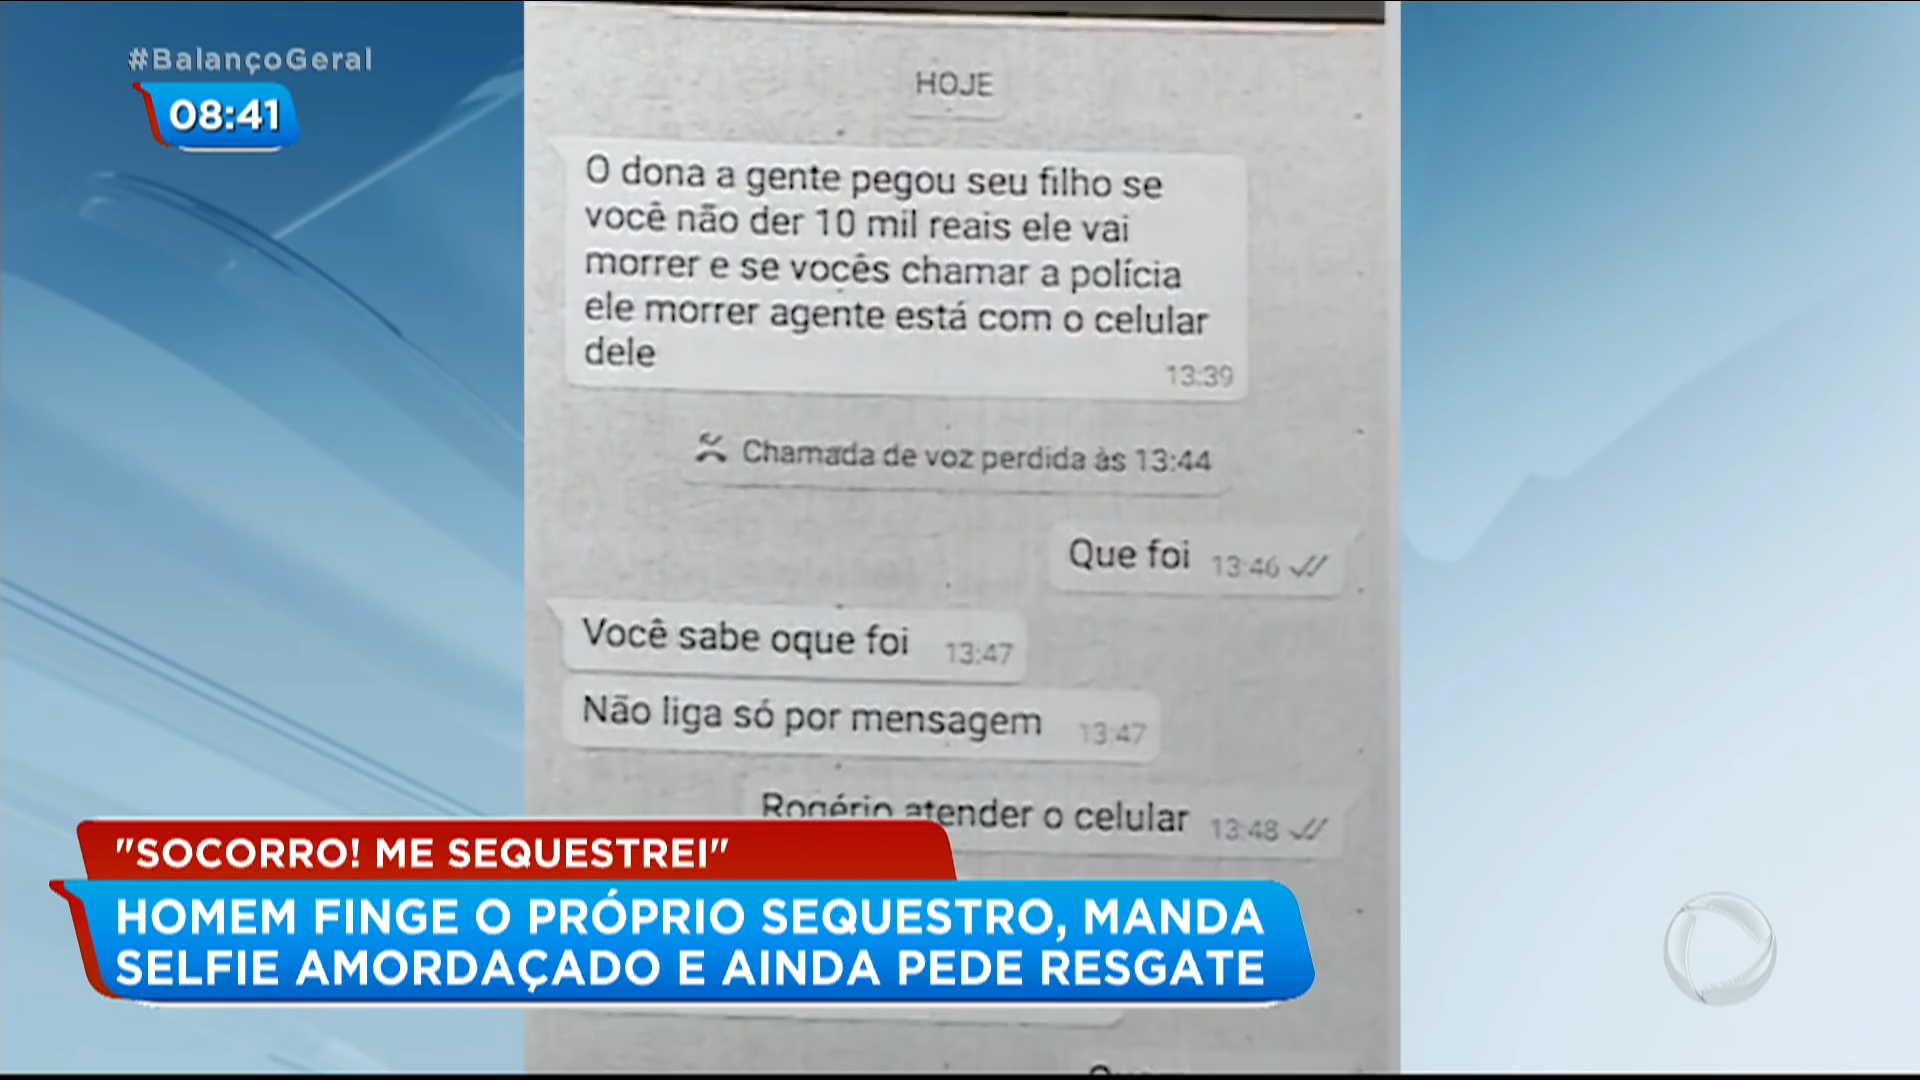 #BalançoGeral
08:41
HOJE
O dona a gente pegou seu filho se
você não der 10 mil reais ele vai
morrer e se vocês chamar a polícia
ele morrer agente está com o celular
dele
13:39
Chamada de voz perdida às 13:44
Que foi 13:46
Você sabe oque foi 13:47
Não liga só por mensagem 13:47
Rogério atender o celular 13:48
"SOCORRO! ME SEQUESTREI"
HOMEM FINGE O PRÓPRIO SEQUESTRO, MANDA
SELFIE AMORDAÇADO E AINDA PEDE RESGATE